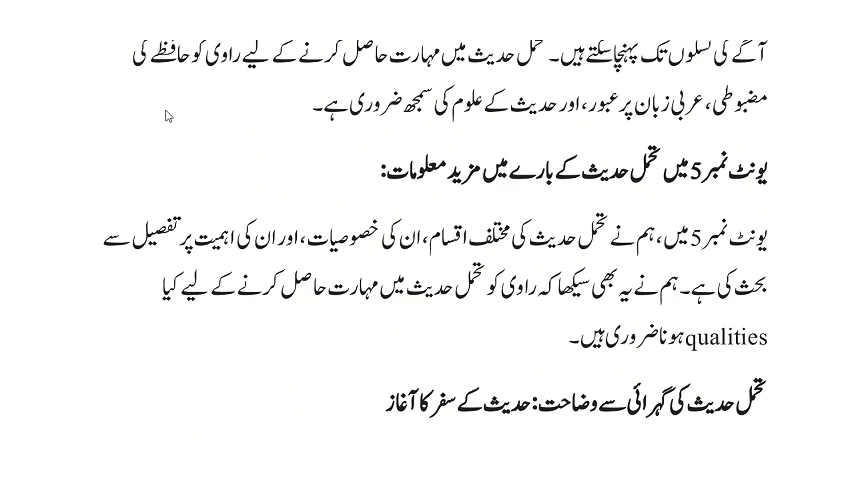 آگے کی نسلوں تک پہنچا سکتے ہیں۔ تحمل حدیث میں مہارت حاصل کرنے کے لیے راوی کو حافظے کی
مضبوطی، عربی زبان پر عبور، اور حدیث کے علوم کی سمجھ ضروری ہے۔
یونٹ نمبر 5 میں تحمل حدیث کے بارے میں مزید معلومات:
یونٹ نمبر 5 میں، ہم نے تحمل حدیث کی مختلف اقسام، ان کی خصوصیات، اور ان کی اہمیت پر تفصیل سے
بحث کی ہے۔ ہم نے یہ بھی سیکھا کہ راوی کو تحمل حدیث میں مہارت حاصل کرنے کے لیے کیا
qualities ہونا ضروری ہیں۔
تحمل حدیث کی گہرائی سے وضاحت: حدیث کے سفر کا آغاز